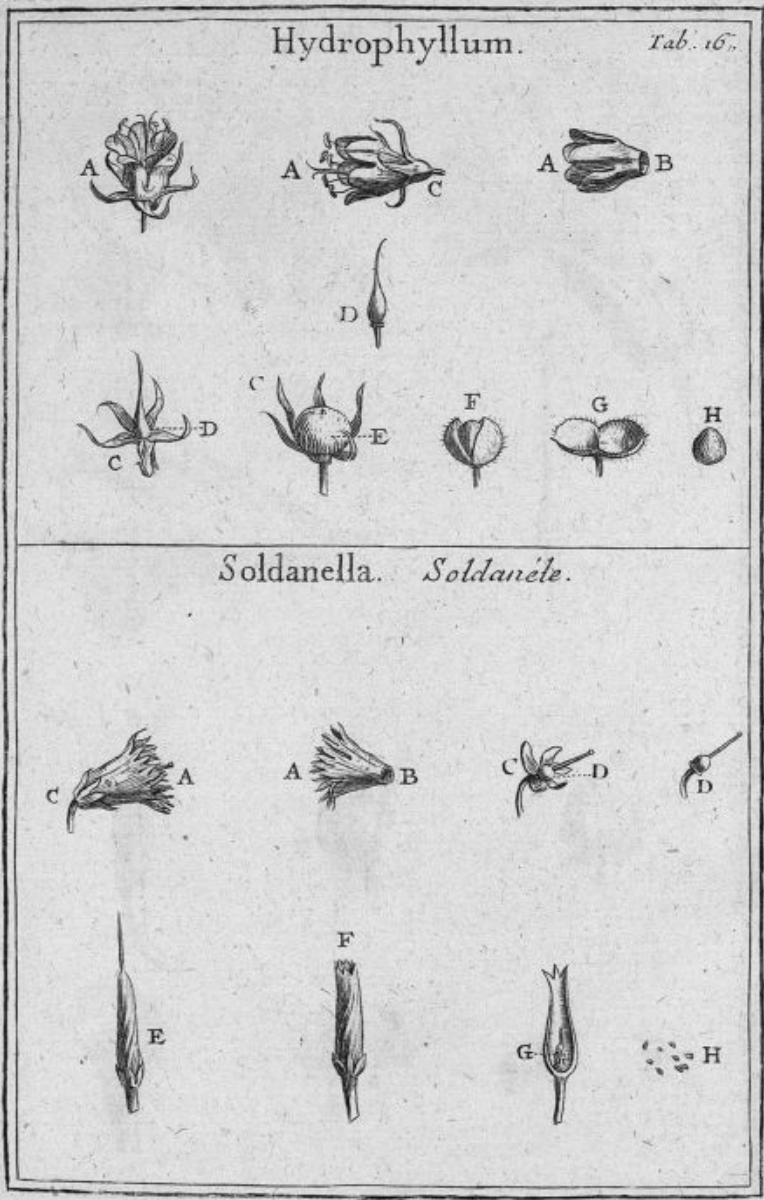 Hydrophyllum. Tab. 16.
A A C A B
D
C D C E F G H
Soldanella. Soldanéle.
C A A B C D D
F
E G H